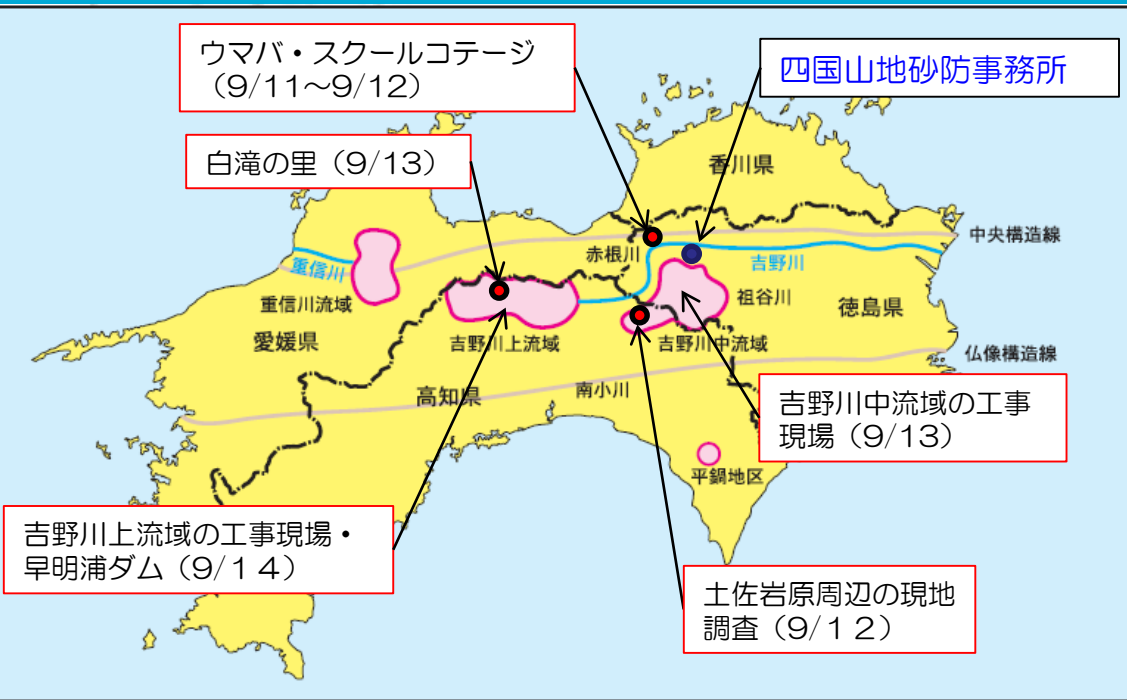 ウマバ・スクールコテージ
（9/11～9/12）
四国山地砂防事務所
白滝の里（9/13）
香川県
中央構造線
赤根川
吉野川
重信川
祖谷川
重信川流域
徳島県
愛媛県
吉野川上流域
吉野川中流域
仏像構造線
高知県
南小川
吉野川中流域の工事
現場（9/13）
平鍋地区
吉野川上流域の工事現場・
早明浦ダム（9/１４）
土佐岩原周辺の現地
調査（9/１２）